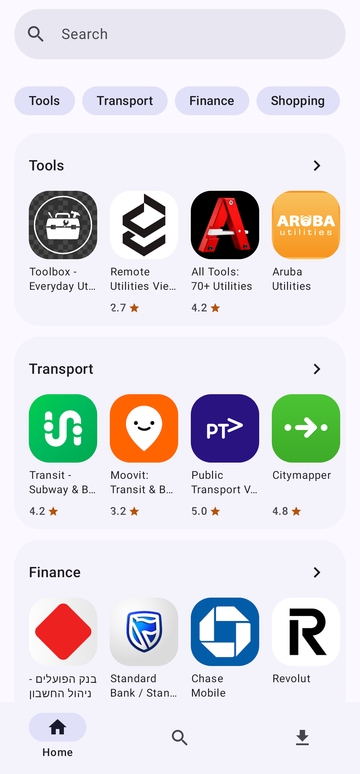 Search
Tools Transport Finance Shopping
Tools
ARUBA
utilities
Toolbox - Everyday Ut...
Remote Utilities Vie...
All Tools: 70+ Utilities
Aruba Utilities
2.7 ★ 4.2 ★
Transport
PT>
Transit - Subway & B...
Moovit: Transit & B...
Public Transport V...
Citymapper
4.2 ★ 3.2 ★ 5.0 ★ 4.8 ★
Finance
R
בנק הפועלים - ניהול החשבון
Standard Bank / Stan...
Chase Mobile
Revolut
Home